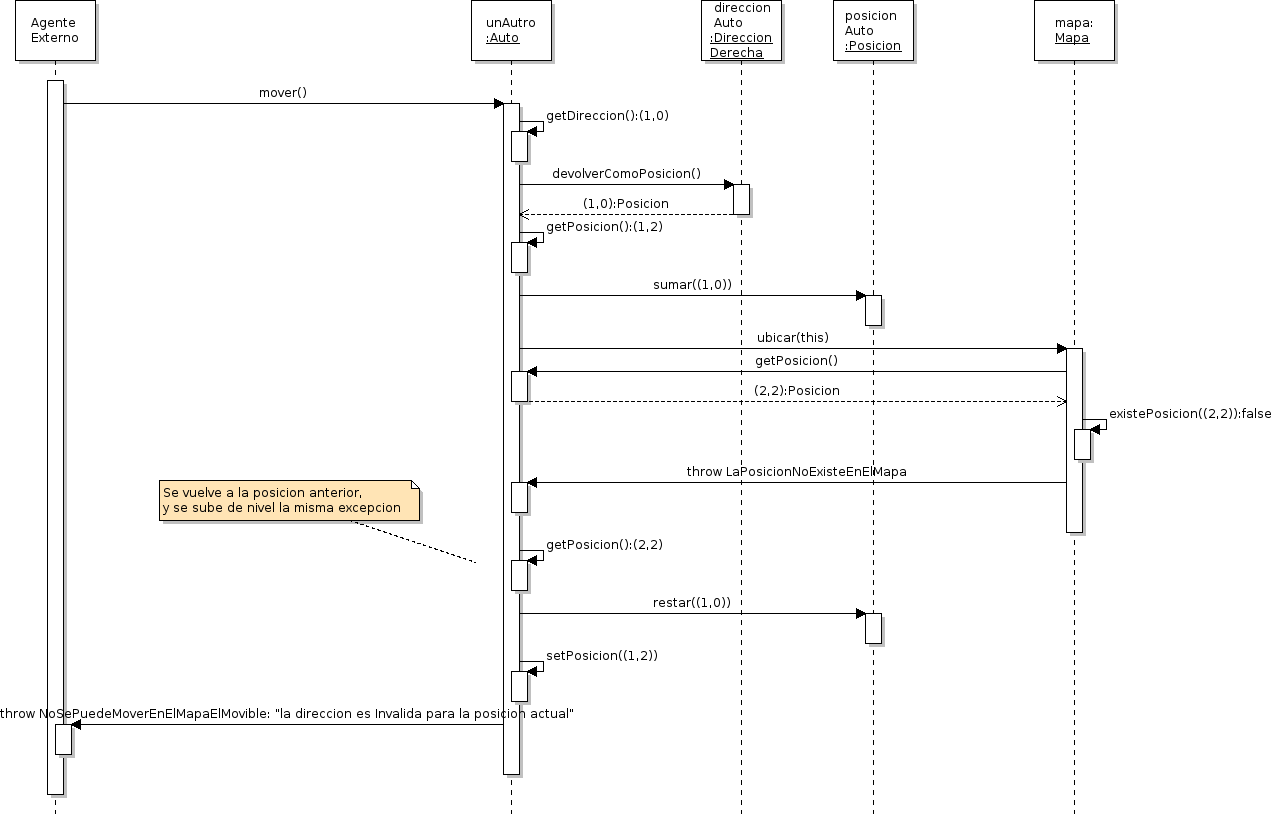 Agente
Externo
unAutro
:Auto
direccion
Auto
:Direccion
Derecha
posicion
Auto
:Posicion
mapa:
Mapa
mover()
getDireccion():(1,0)
devolverComoPosicion()
(1,0):Posicion
getPosicion():(1,2)
sumar((1,0))
ubicar(this)
getPosicion()
(2,2):Posicion
existePosicion((2,2)):false
throw LaPosicionNoExisteEnElMapa
Se vuelve a la posicion anterior,
y se sube de nivel la misma excepcion
getPosicion():(2,2)
restar((1,0))
setPosicion((1,2))
throw NoSePuedeMoverEnElMapaElMovible: "la direccion es Invalida para la posicion actual"